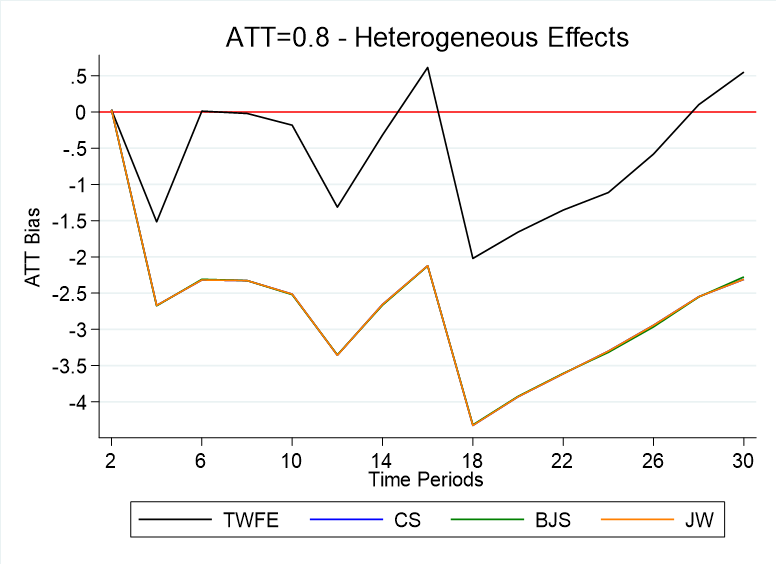 ATT=0.8 - Heterogeneous Effects
ATT Bias
.5
0
-.5
-1
-1.5
-2
-2.5
-3
-3.5
-4
2 6 10 14 18 22 26 30
Time Periods
TWFE CS BJS JW